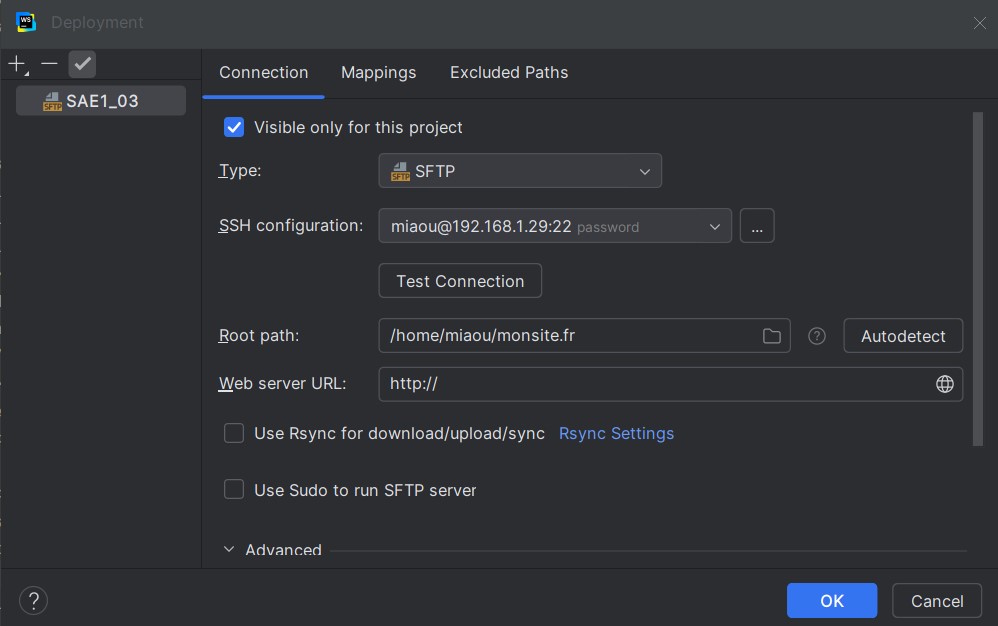 WS Deployment
Connection Mappings Excluded Paths
SFTP SAE1_03
Visible only for this project
Type: SFTP SFTP
SSH configuration: miaou@192.168.1.29:22 password ...
Test Connection
Root path: /home/miaou/monsite.fr ? Autodetect
Web server URL: http://
Use Rsync for download/upload/sync Rsync Settings
Use Sudo to run SFTP server
Advanced
? OK Cancel